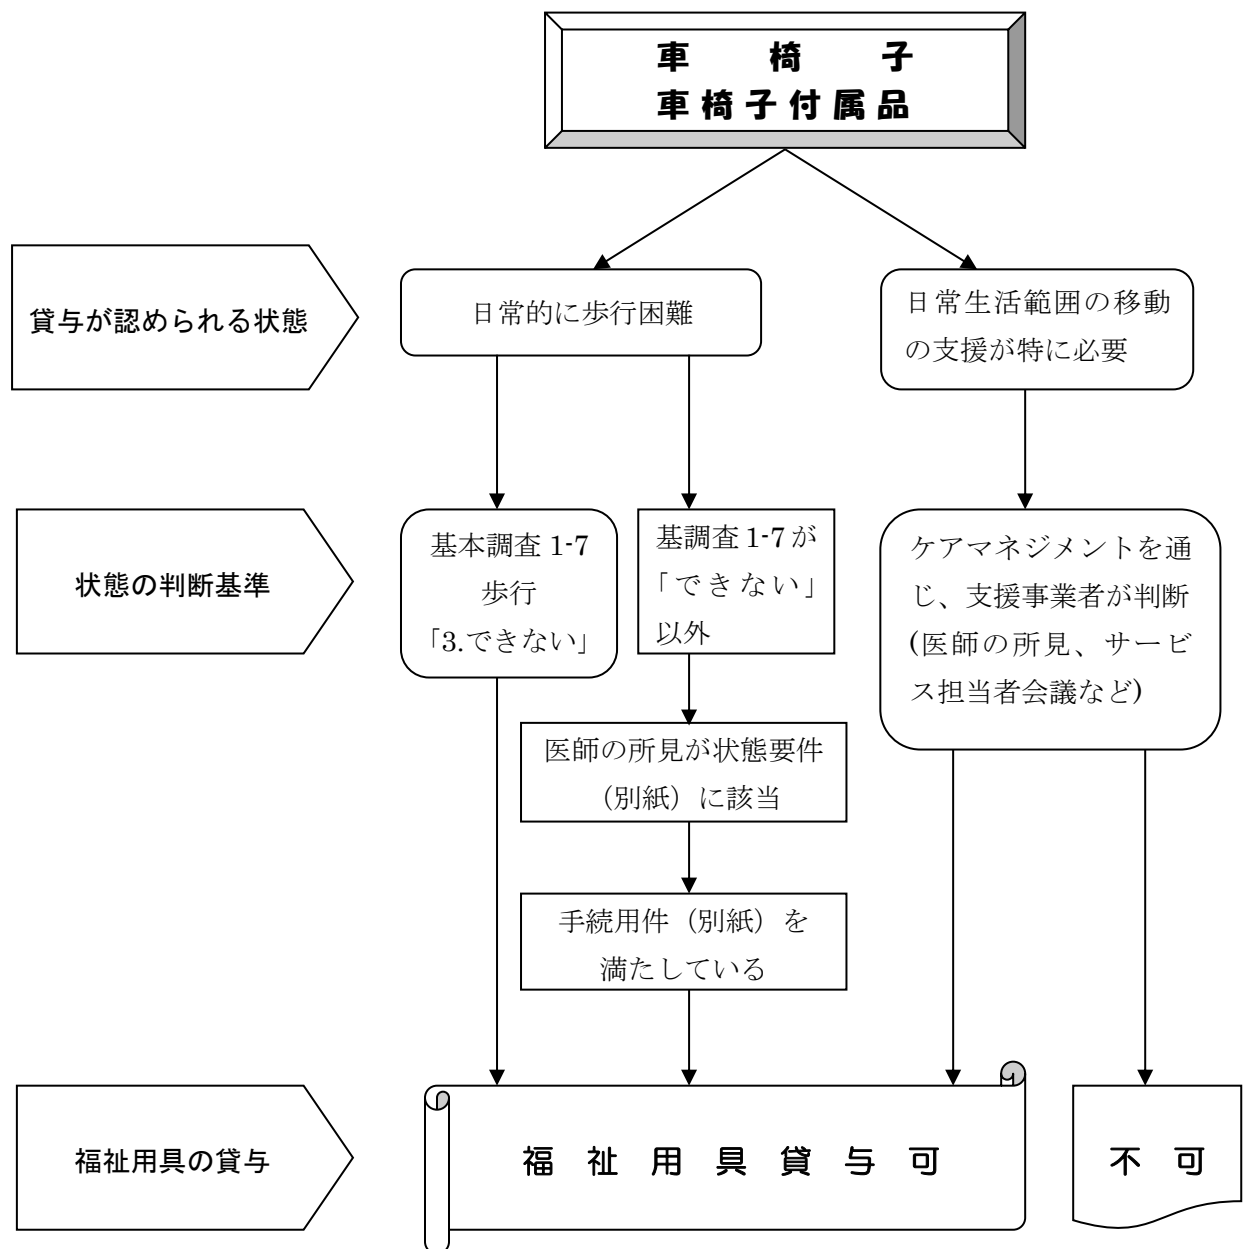 車椅子
車椅子付属品
貸与が認められる状態
日常的に歩行困難
日常生活範囲の移動
の支援が特に必要
状態の判断基準
基本調査 1-7
歩行
「3.できない」
基調査 1-7 が
「できない」
以外
ケアマネジメントを通
じ、支援事業者が判断
(医師の所見、サービ
ス担当者会議など)
医師の所見が状態要件
（別紙）に該当
手続用件（別紙）を
満たしている
福祉用具の貸与
福祉用具貸与可
不可